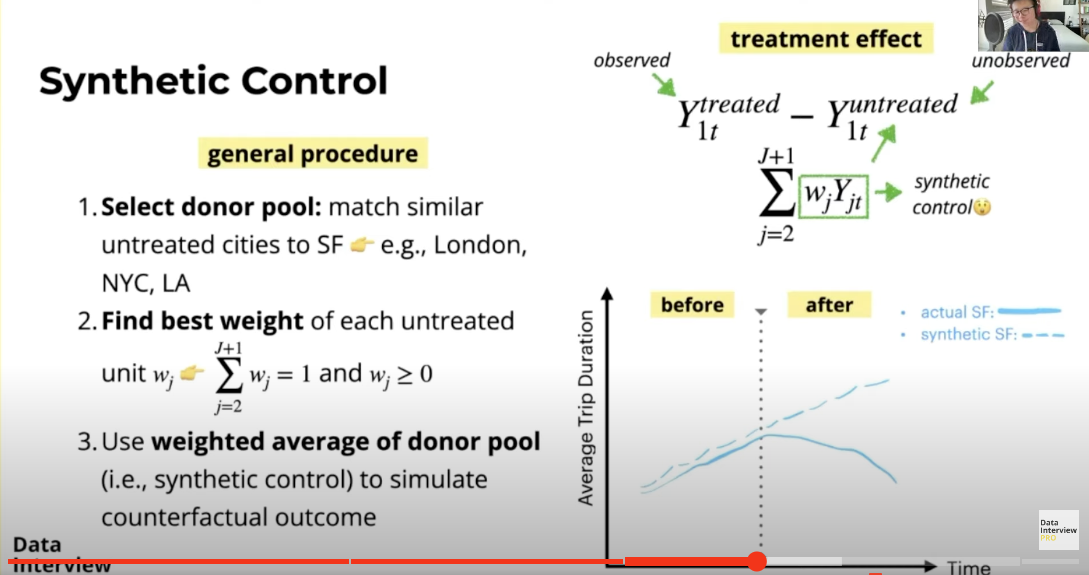 Synthetic Control
general procedure
1. Select donor pool: match similar
untreated cities to SF 👉 e.g., London,
NYC, LA
2. Find best weight of each untreated
unit w_j 👉 \sum_{j=2}^{J+1} w_j = 1 and w_j ≥ 0
3. Use weighted average of donor pool
(i.e., synthetic control) to simulate
counterfactual outcome
treatment effect
observed
unobserved
Y_{1t}^{treated} − Y_{1t}^{untreated}
\sum_{j=2}^{J+1} w_j Y_{jt}
synthetic
control😲
before
after
• actual SF:
• synthetic SF:
Average Trip Duration
Time
Data
Interview
Data
Interview
PRO